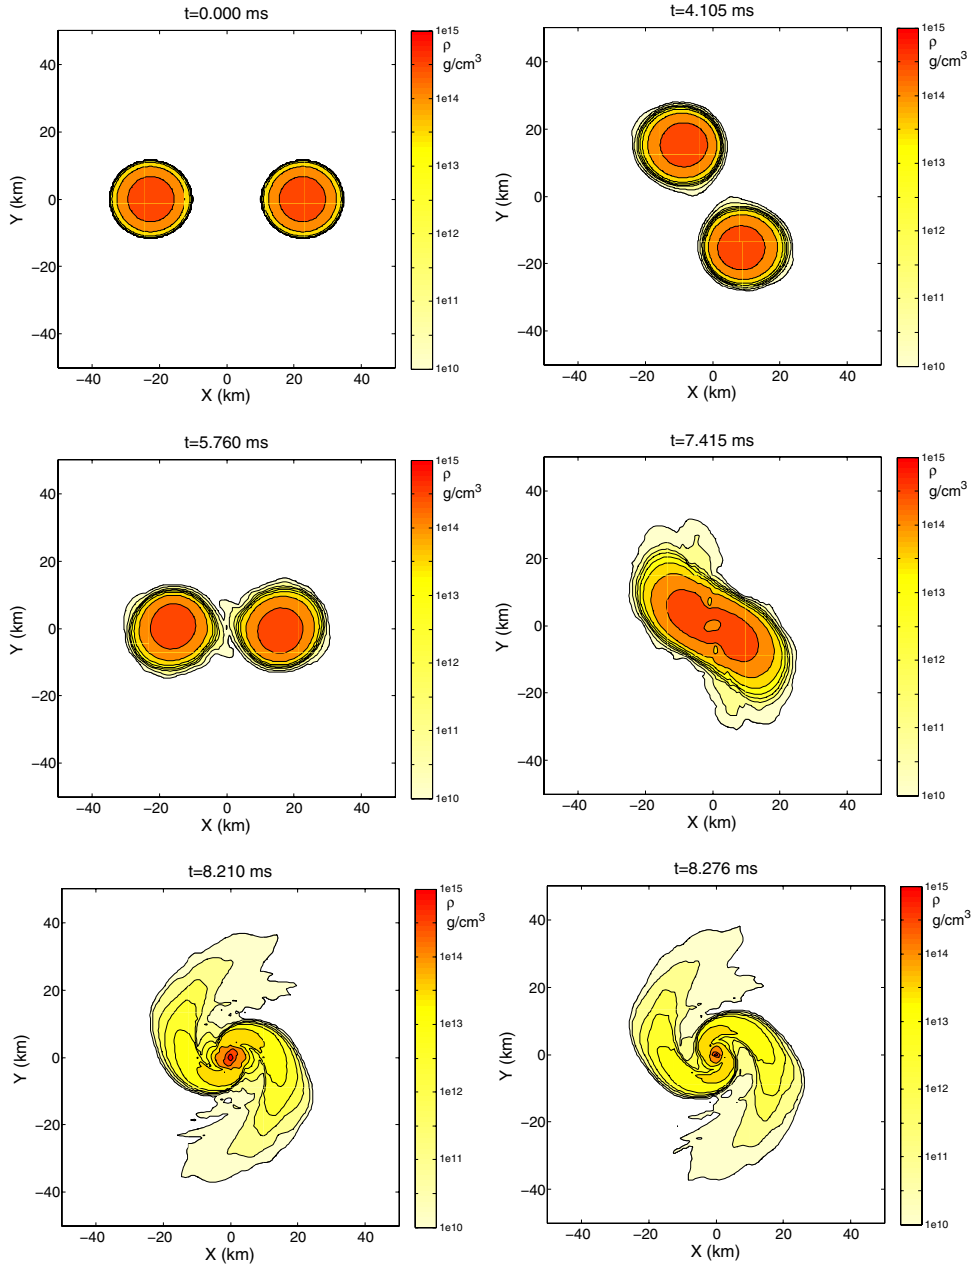 t=0.000 ms
40
20
0
−20
−40
Y (km)
−40 −20 0 20 40
X (km)
1e15
ρ
g/cm³
1e14
1e13
1e12
1e11
1e10
t=4.105 ms
40
20
0
−20
−40
Y (km)
−40 −20 0 20 40
X (km)
1e15
ρ
g/cm³
1e14
1e13
1e12
1e11
1e10
t=5.760 ms
40
20
0
−20
−40
Y (km)
−40 −20 0 20 40
X (km)
1e15
ρ
g/cm³
1e14
1e13
1e12
1e11
1e10
t=7.415 ms
40
20
0
−20
−40
Y (km)
−40 −20 0 20 40
X (km)
1e15
ρ
g/cm³
1e14
1e13
1e12
1e11
1e10
t=8.210 ms
40
20
0
−20
−40
Y (km)
−40 −20 0 20 40
X (km)
1e15
ρ
g/cm³
1e14
1e13
1e12
1e11
1e10
t=8.276 ms
40
20
0
−20
−40
Y (km)
−40 −20 0 20 40
X (km)
1e15
ρ
g/cm³
1e14
1e13
1e12
1e11
1e10